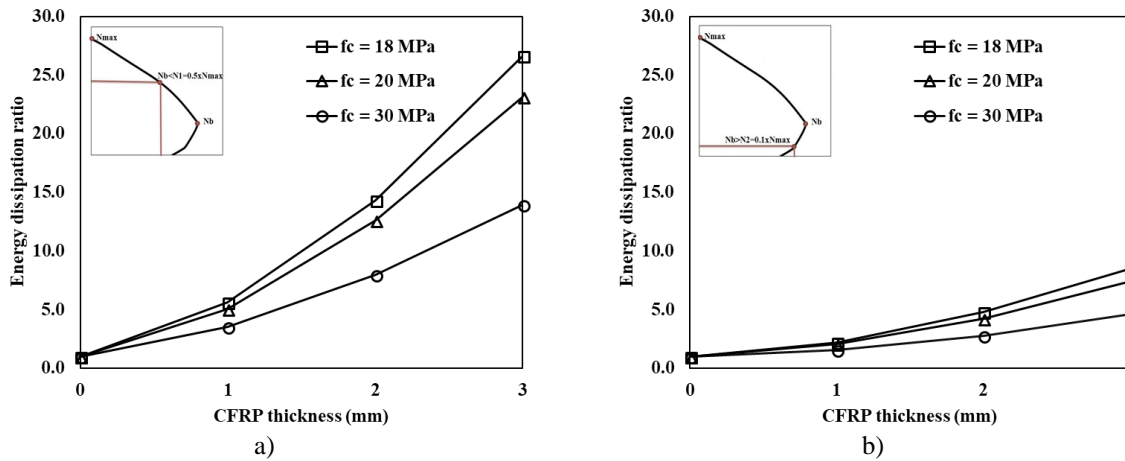 30.0
25.0
20.0
15.0
10.0
5.0
0.0
Energy dissipation ratio
Nmax
Nb<N1=0.5xNmax
Nb
fc = 18 MPa
fc = 20 MPa
fc = 30 MPa
0 1 2 3
CFRP thickness (mm)
a)
30.0
25.0
20.0
15.0
10.0
5.0
0.0
Energy dissipation ratio
Nmax
Nb
Nb>N2=0.1xNmax
fc = 18 MPa
fc = 20 MPa
fc = 30 MPa
0 1 2
CFRP thickness (mm)
b)